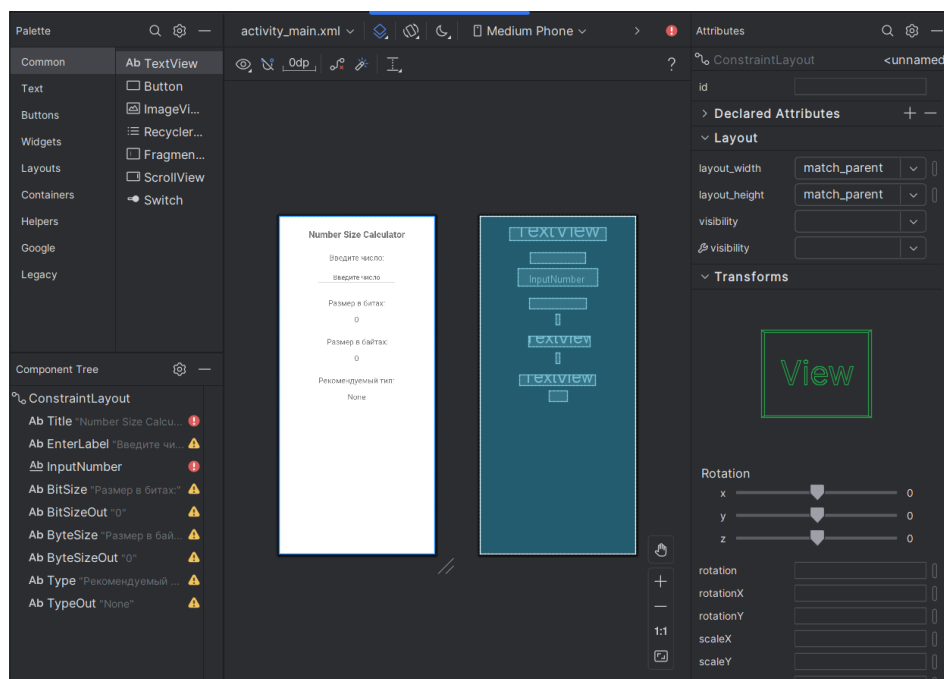 Palette
Common
Text
Buttons
Widgets
Layouts
Containers
Helpers
Google
Legacy
Ab TextView
Button
ImageVi...
Recycler...
Fragmen...
ScrollView
Switch
Component Tree
ConstraintLayout
Ab Title "Number Size Calcu...
Ab EnterLabel "Введите чи...
Ab InputNumber
Ab BitSize "Размер в битах:"
Ab BitSizeOut "0"
Ab ByteSize "Размер в бай...
Ab ByteSizeOut "0"
Ab Type "Рекомендуемый ...
Ab TypeOut "None"
activity_main.xml
Medium Phone
0dp
?
Number Size Calculator
Введите число:
Введите число
Размер в битах:
0
Размер в байтах:
0
Рекомендуемый тип:
None
TextView
InputNumber
TextView
TextView
1:1
Attributes
ConstraintLayout <unnamed
id
Declared Attributes
Layout
layout_width match_parent
layout_height match_parent
visibility
visibility
Transforms
View
Rotation
x 0
y 0
z 0
rotation
rotationX
rotationY
scaleX
scaleY